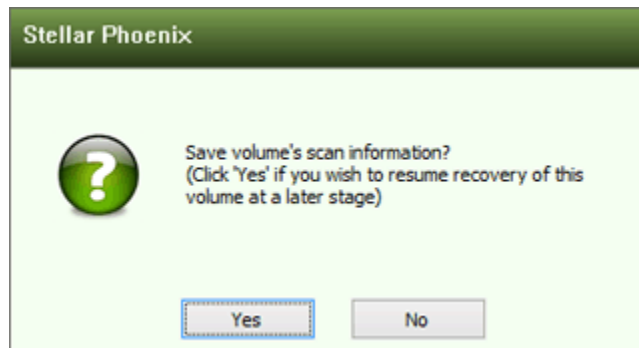 Stellar Phoenix
Save volume's scan information?
(Click 'Yes' if you wish to resume recovery of this
volume at a later stage)
Yes
No